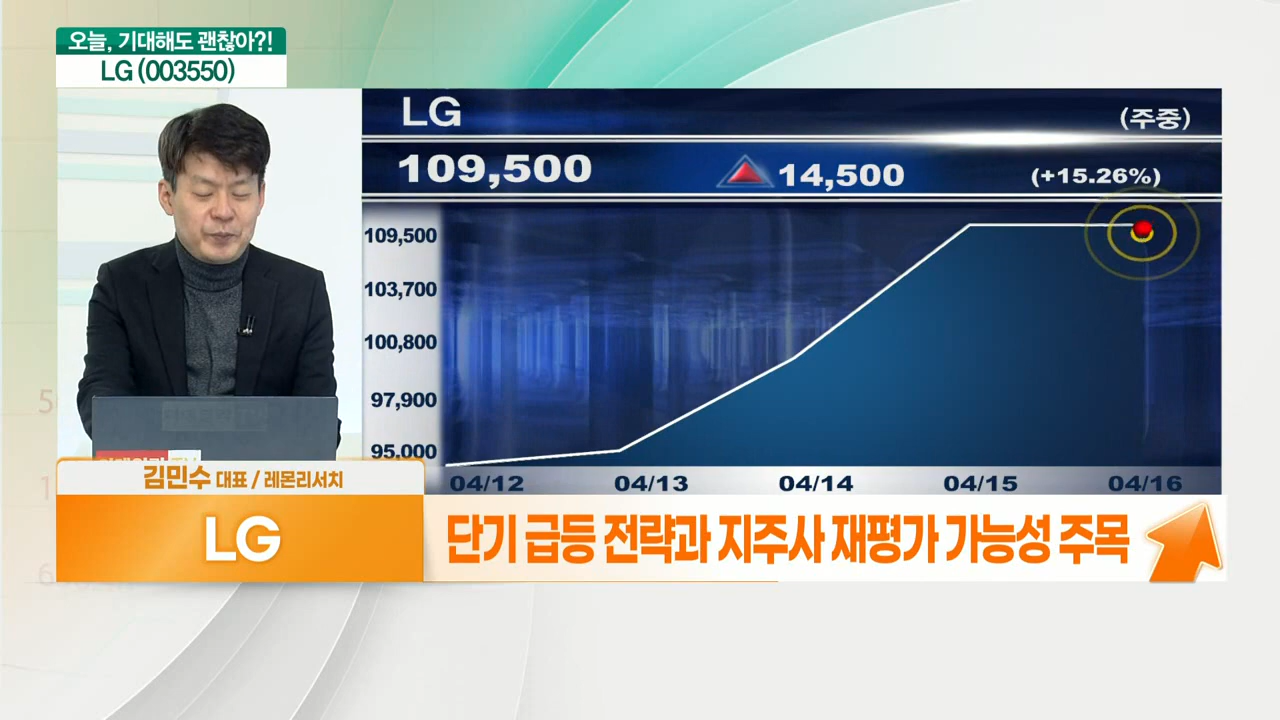 오늘, 기대해도 괜찮아?!
LG (003550)
LG
(주중)
109,500
14,500
(+15.26%)
109,500
103,700
100,800
97,900
95,000
04/12
04/13
04/14
04/15
04/16
김민수 대표 / 레몬리서치
LG
단기 급등 전략과 지주사 재평가 가능성 주목